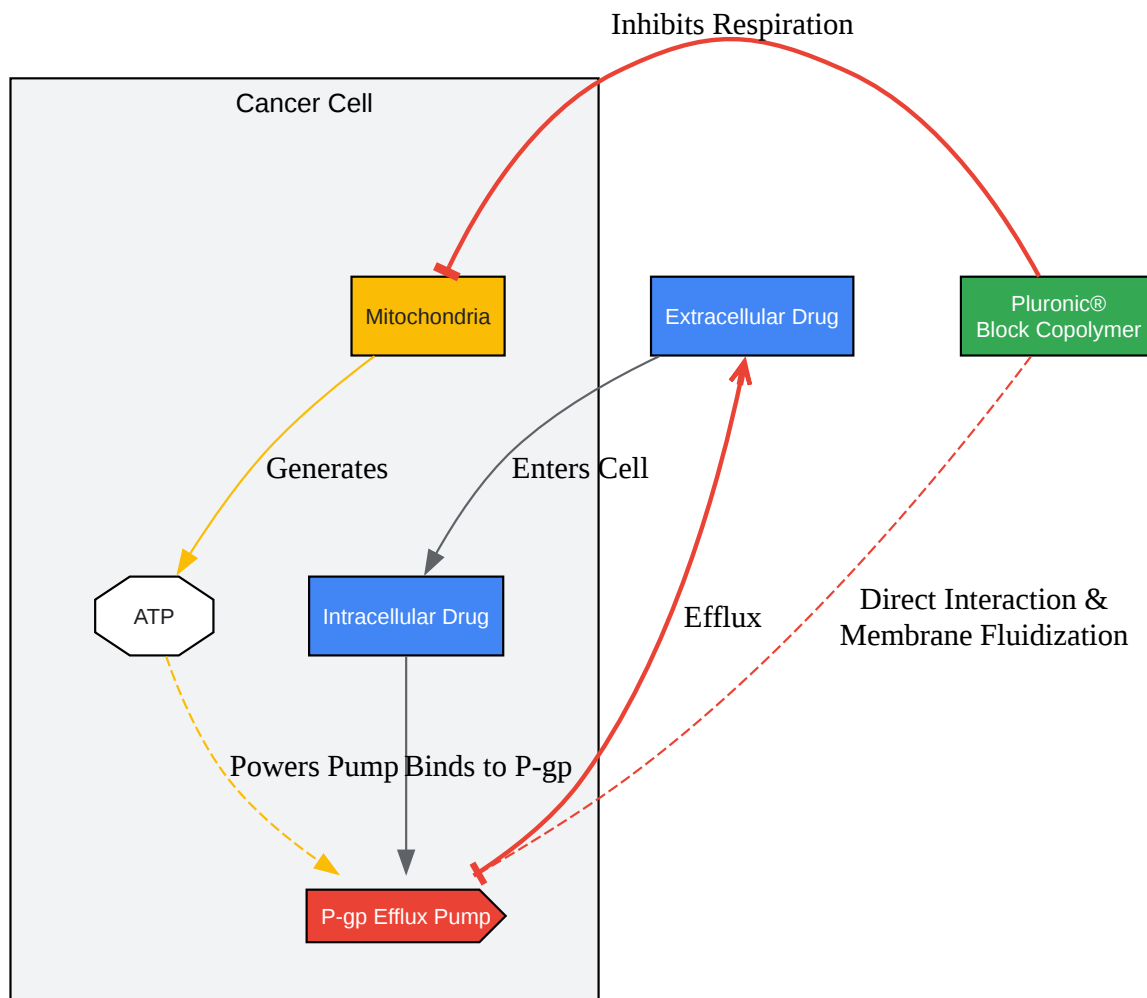 Inhibits Respiration
Cancer Cell
Mitochondria
Extracellular Drug
Pluronic®
Block Copolymer
Generates
Enters Cell
ATP
Intracellular Drug
Efflux
Direct Interaction &
Membrane Fluidization
Powers Pump
Binds to P-gp
P-gp Efflux Pump